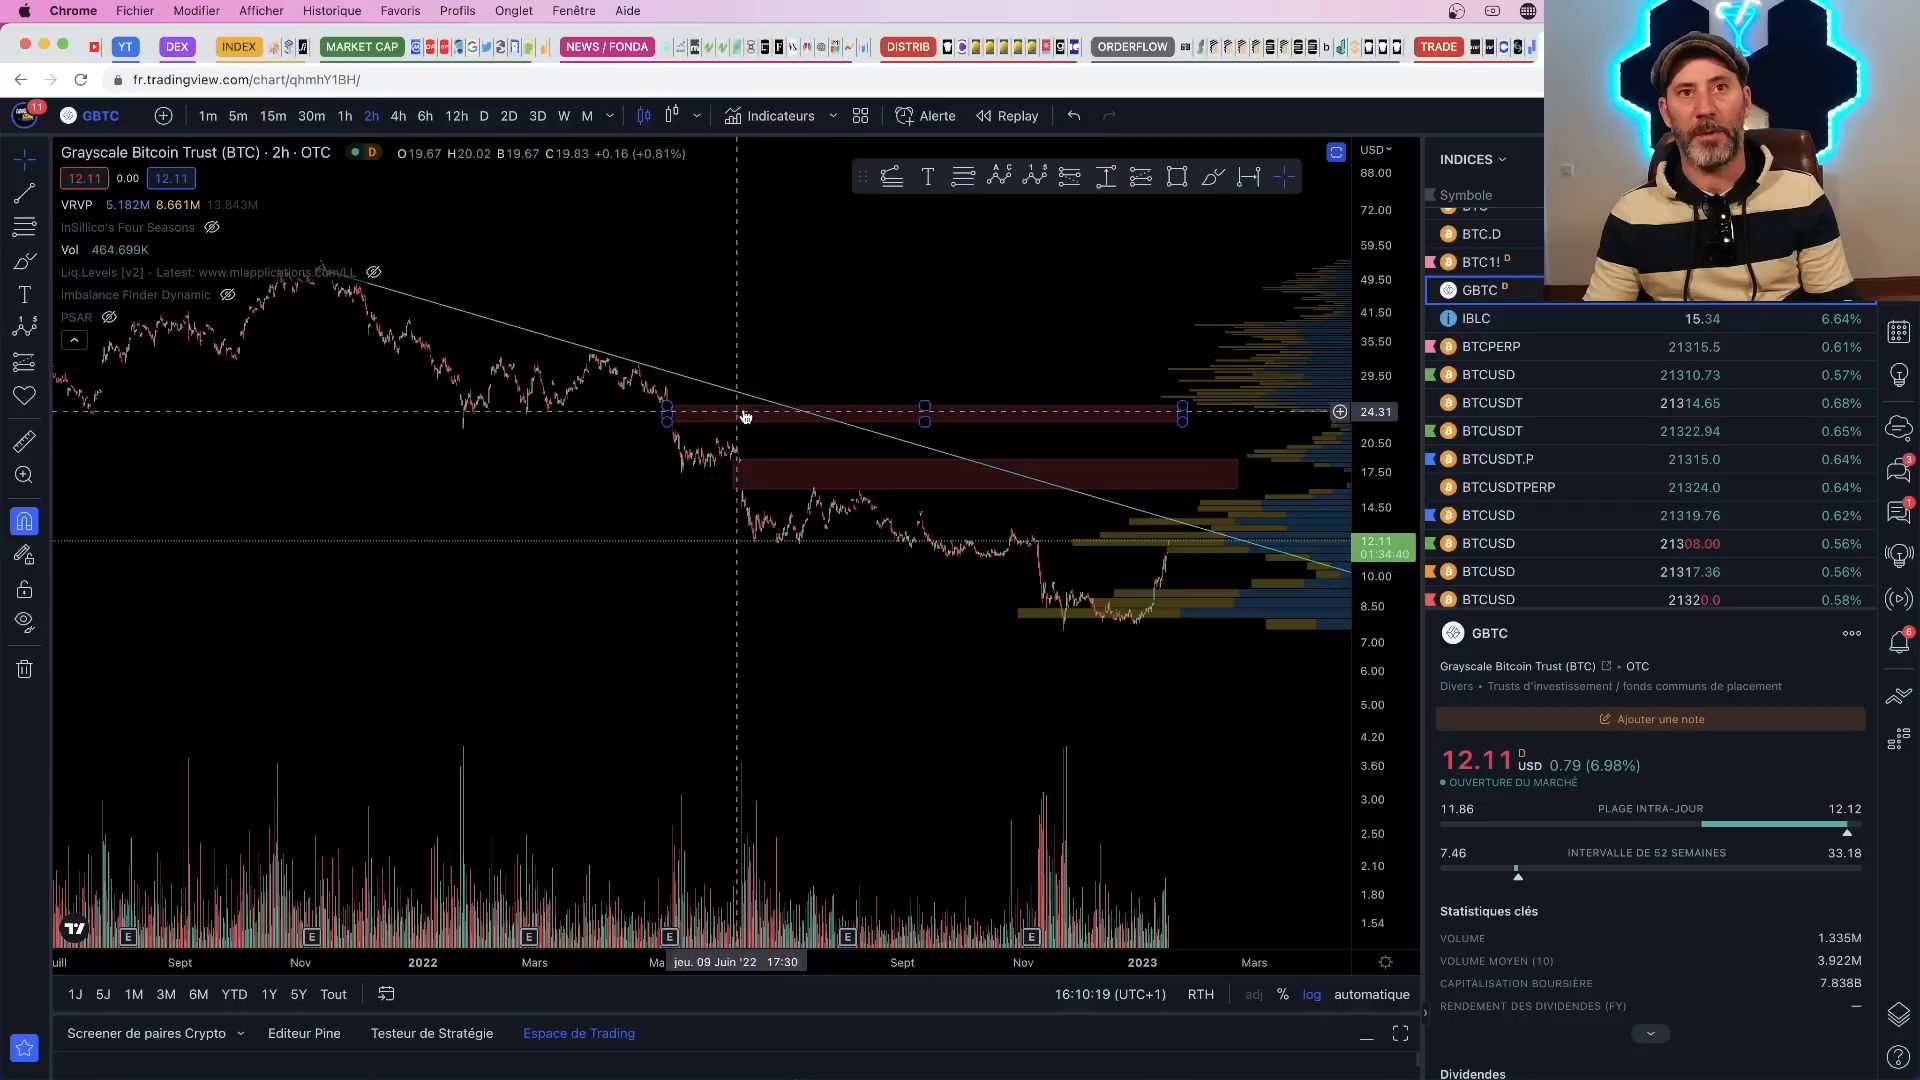 Chrome Fichier Modifier Afficher Historique Favoris Profils Onglet Fenêtre Aide
YT DEX INDEX MARKET CAP NEWS / FONDA DISTRIB ORDERFLOW TRADE
fr.tradingview.com/chart/qhmhY1BH/
11 GBTC 1m 5m 15m 30m 1h 2h 4h 6h 12h D 2D 3D W M Indicateurs Alerte Replay
Grayscale Bitcoin Trust (BTC) · 2h · OTC D O19.67 H20.02 B19.67 C19.83 +0.16 (+0.81%)
12.11 0.00 12.11
VRVP 5.182M 8.661M 13.843M
InSillico's Four Seasons
Vol 464.699K
Liq.Levels [v2] - Latest: www.mlapplications.com/LL
Imbalance Finder Dynamic
PSAR
USD
88.00
72.00
59.50
49.50
41.50
35.50
29.50
24.31
20.50
17.50
14.50
12.11
01:34:40
10.00
8.50
7.00
6.00
5.00
4.20
3.60
3.00
2.50
2.10
1.80
1.54
E E E E E E
uill Sept Nov 2022 Mars Ma jeu. 09 Juin '22 17:30 Sept Nov 2023 Mars
1J 5J 1M 3M 6M YTD 1Y 5Y Tout 16:10:19 (UTC+1) RTH adj % log automatique
Screener de paires Crypto Editeur Pine Testeur de Stratégie Espace de Trading
INDICES
Symbole
BTC.D
BTC1! D
GBTC D
IBLC 15.34 6.64%
BTCPERP 21315.5 0.61%
BTCUSD 21310.73 0.57%
BTCUSDT 21314.65 0.68%
BTCUSDT 21322.94 0.65%
BTCUSDT.P 21315.0 0.64%
BTCUSDTPERP 21324.0 0.64%
BTCUSD 21319.76 0.62%
BTCUSD 21308.00 0.56%
BTCUSD 21317.36 0.56%
BTCUSD 21320.0 0.58%
GBTC
Grayscale Bitcoin Trust (BTC) • OTC
Divers • Trusts d'investissement / fonds communs de placement
Ajouter une note
12.11 D USD 0.79 (6.98%)
OUVERTURE DU MARCHÉ
11.86 PLAGE INTRA-JOUR 12.12
7.46 INTERVALLE DE 52 SEMAINES 33.18
Statistiques clés
VOLUME 1.335M
VOLUME MOYEN (10) 3.922M
CAPITALISATION BOURSIÈRE 7.838B
RENDEMENT DES DIVIDENDES (FY) —
Dividendes
3
1
6